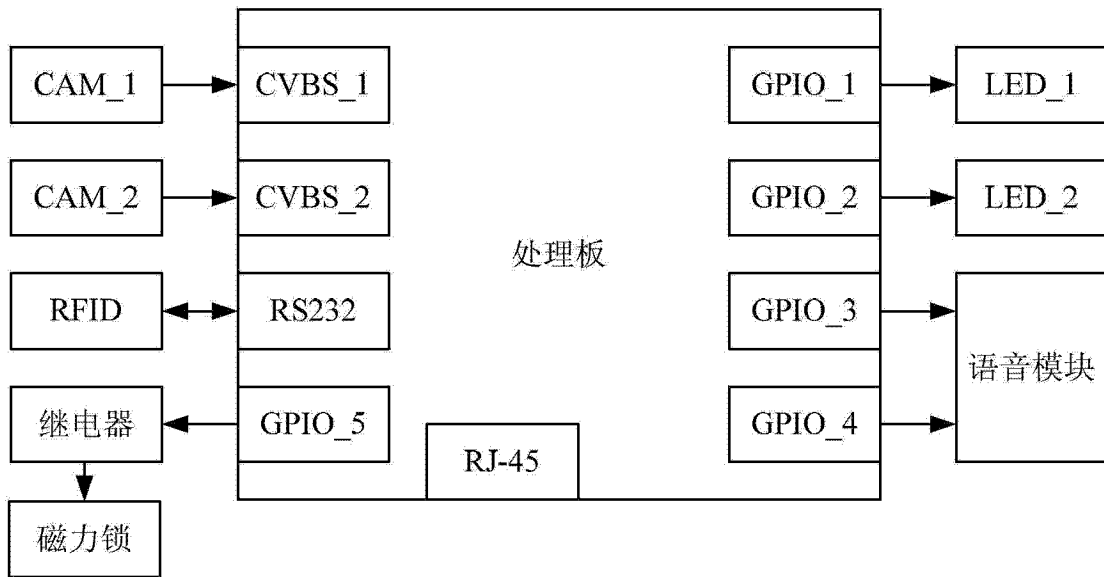 CAM_1
CVBS_1
GPIO_1
LED_1
CAM_2
CVBS_2
GPIO_2
LED_2
处理板
RFID
RS232
GPIO_3
语音模块
继电器
GPIO_5
GPIO_4
RJ-45
磁力锁